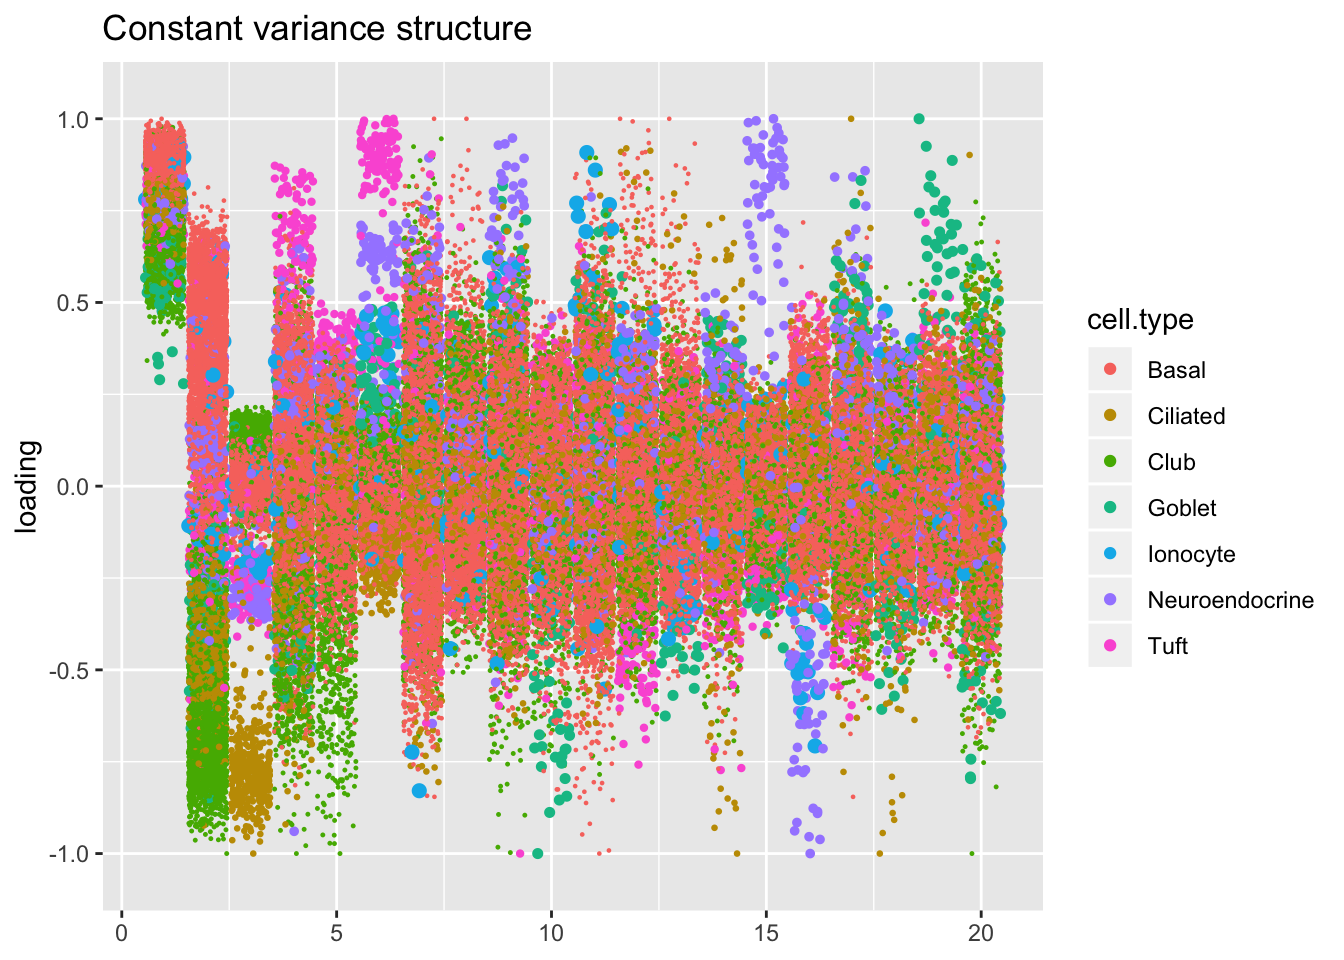 Constant variance structure
1.0
0.5
0.0
-0.5
-1.0
loading
0
5
10
15
20
cell.type
Basal
Ciliated
Club
Goblet
Ionocyte
Neuroendocrine
Tuft